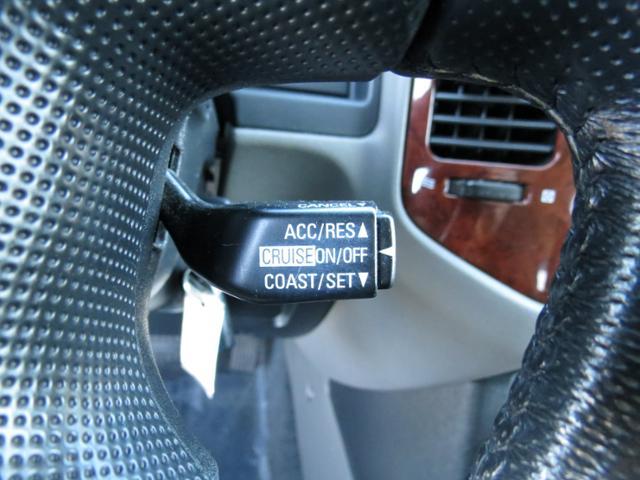 CANCEL▼
ACC/RES▲
CRUISE ON/OFF ◀
COAST/SET▼